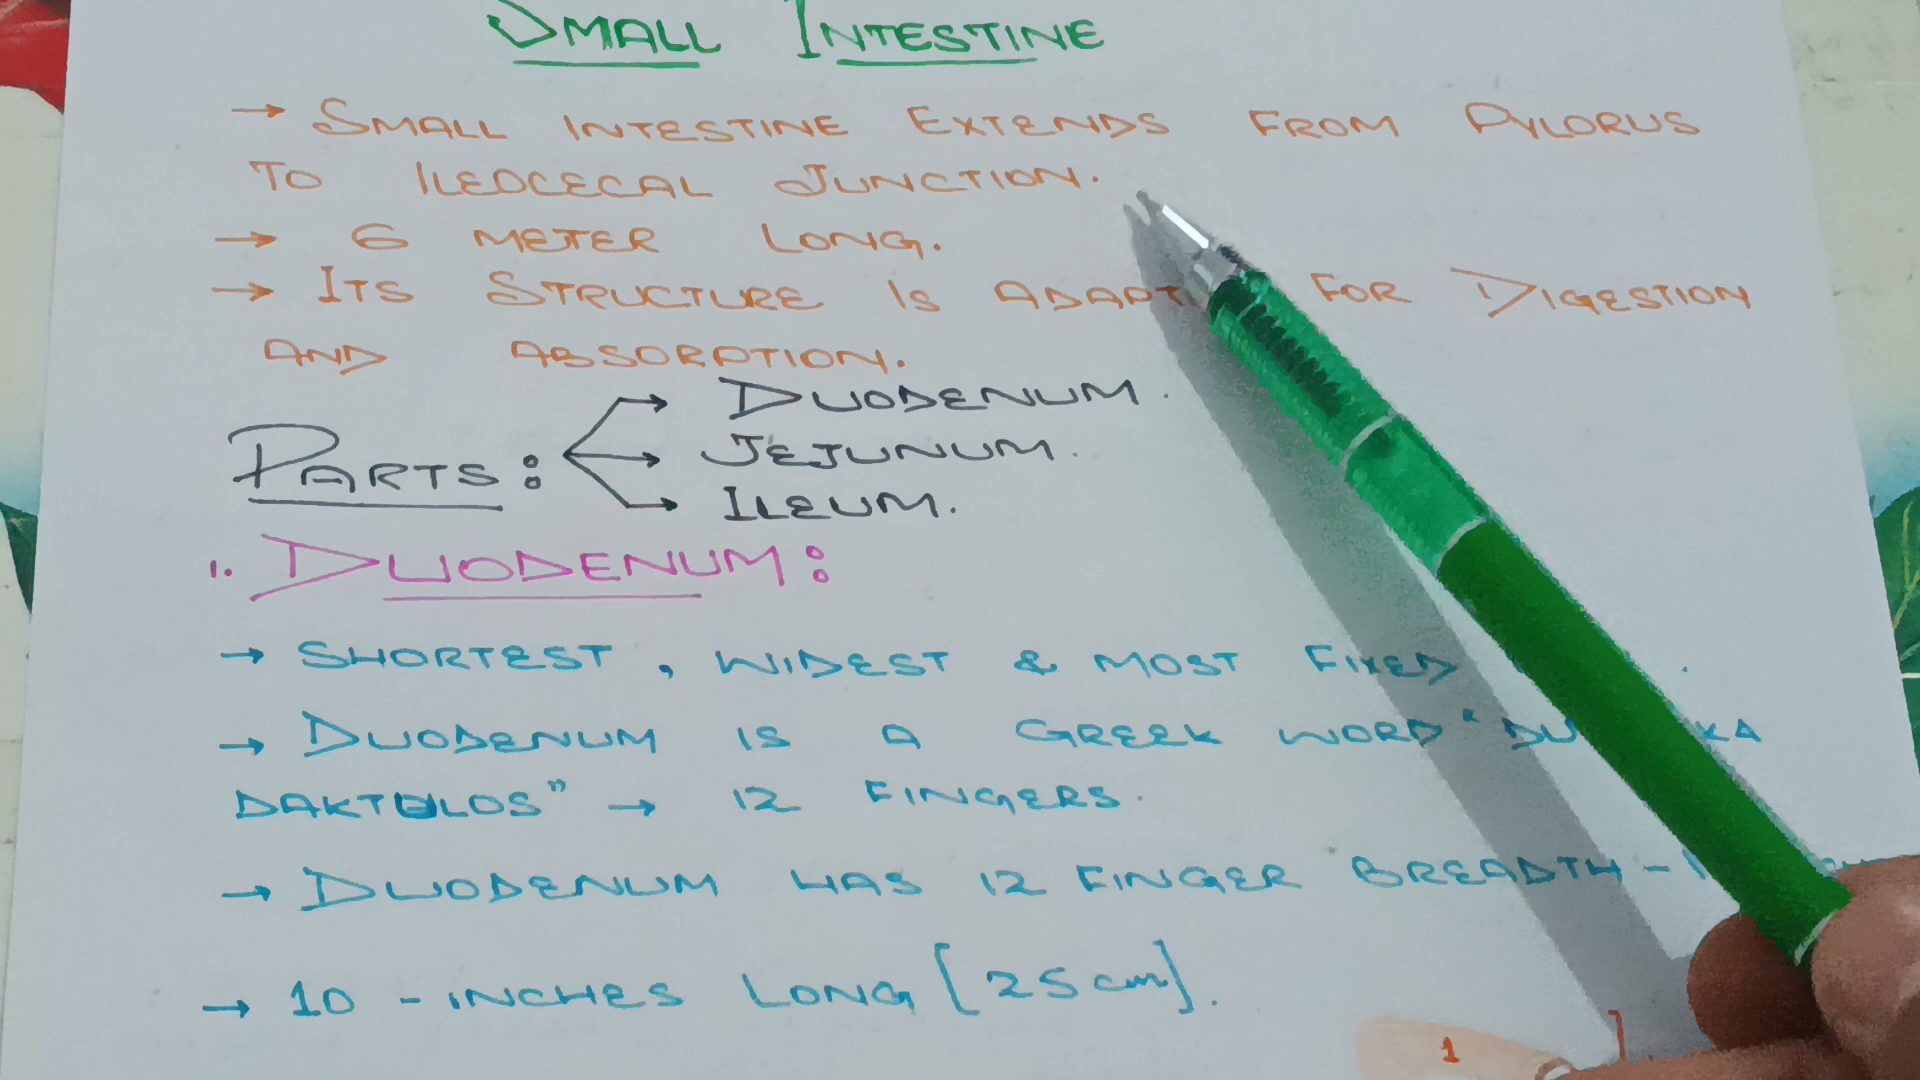 SMALL INTESTINE
→ SMALL INTESTINE EXTENDS FROM PYLORUS
TO ILEOCECAL JUNCTION.
→ 6 METER LONG.
→ ITS STRUCTURE IS ADAPT FOR DIGESTION
AND ABSORPTION.
PARTS: → DUODENUM.
→ JEJUNUM.
→ ILEUM.
1. DUODENUM:
→ SHORTEST, WIDEST & MOST FIXED
→ DUODENUM IS A GREEK WORD "
DAKTULOS" → 12 FINGERS.
→ DUODENUM HAS 12 FINGER BREADTH -
→ 10 - INCHES LONG [25 cm].
1